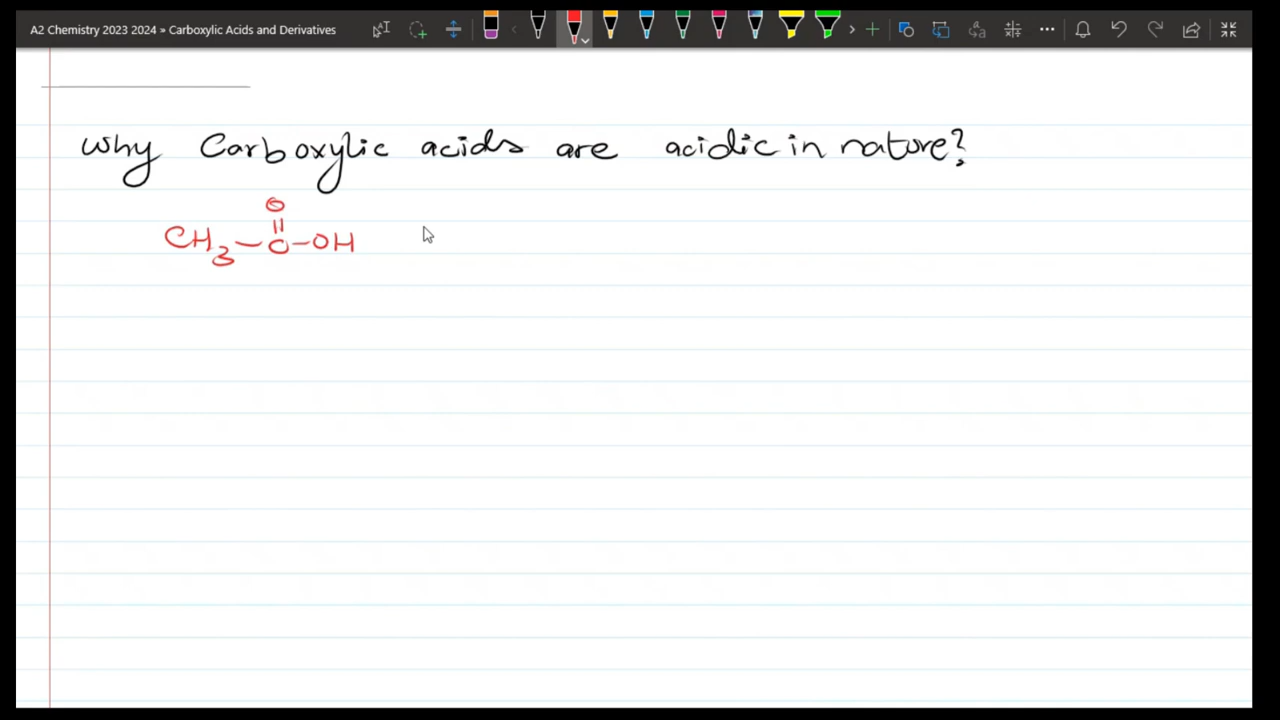 A2 Chemistry 2023 2024 » Carboxylic Acids and Derivatives
Why Carboxylic acids are acidic in nature?
O
CH3-C-OH